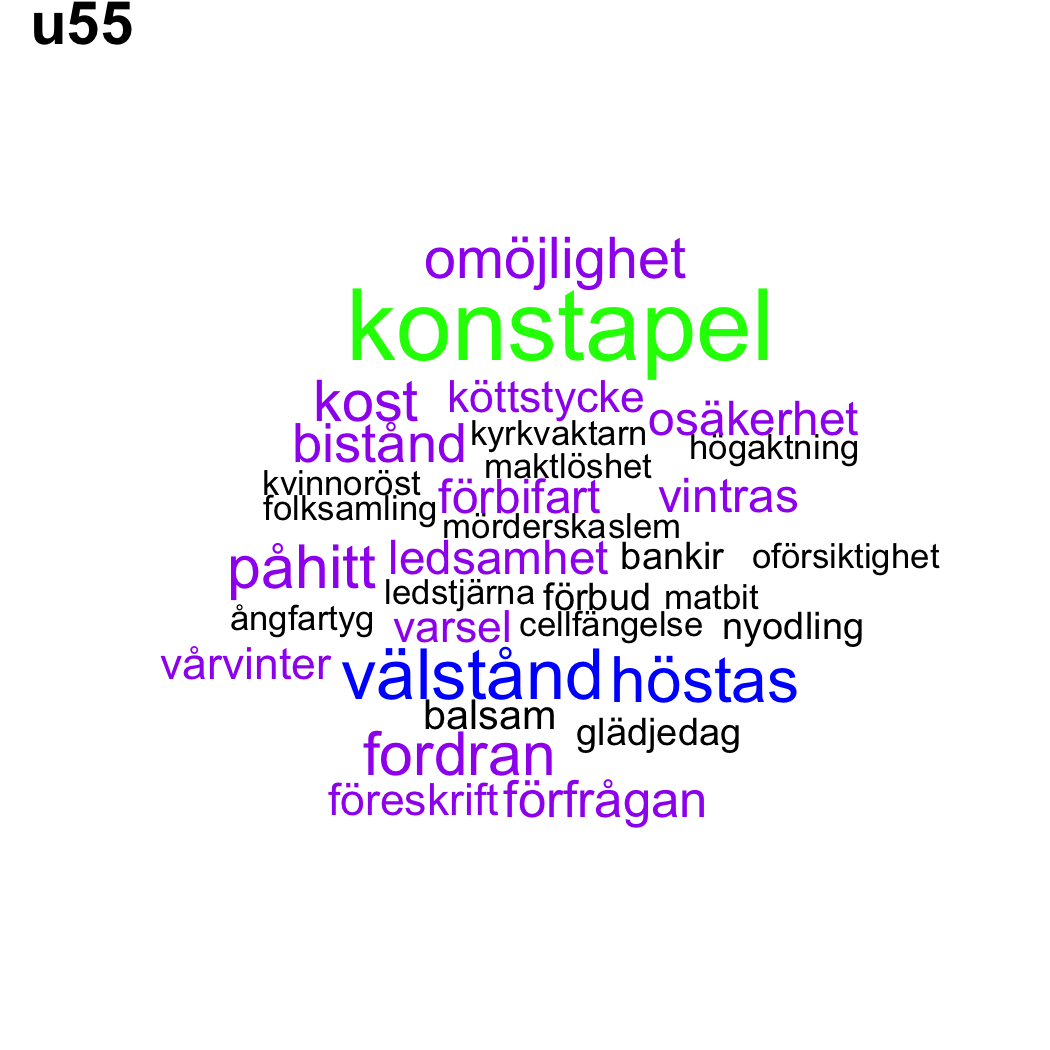 u55
omöjlighet
konstapel
kost köttstycke osäkerhet
bistånd kyrkvaktarn högaktning
maktlöshet
kvinnoröst förbifart vintras
folksamling mörderskaslem
påhitt ledsamhet bankir oförsiktighet
ledstjärna förbud matbit
ångfartyg varsel cellfängelse nyodling
vårvinter välstånd höstas
balsam glädjedag
fordran
föreskrift förfrågan